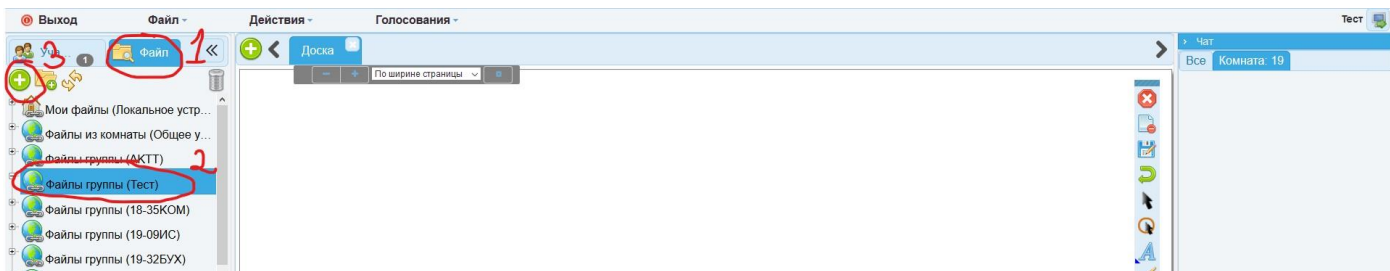 Выход Файл Действия Голосования Тест
3 Уча... 1 Файл 1 Доска Чат
По ширине страницы Все Комната: 19
Мои файлы (Локальное устр...
Файлы из комнаты (Общее у...
Файлы группы (АКТТ) 2
Файлы группы (Тест)
Файлы группы (18-35КОМ)
Файлы группы (19-09ИС)
Файлы группы (19-32БУХ)